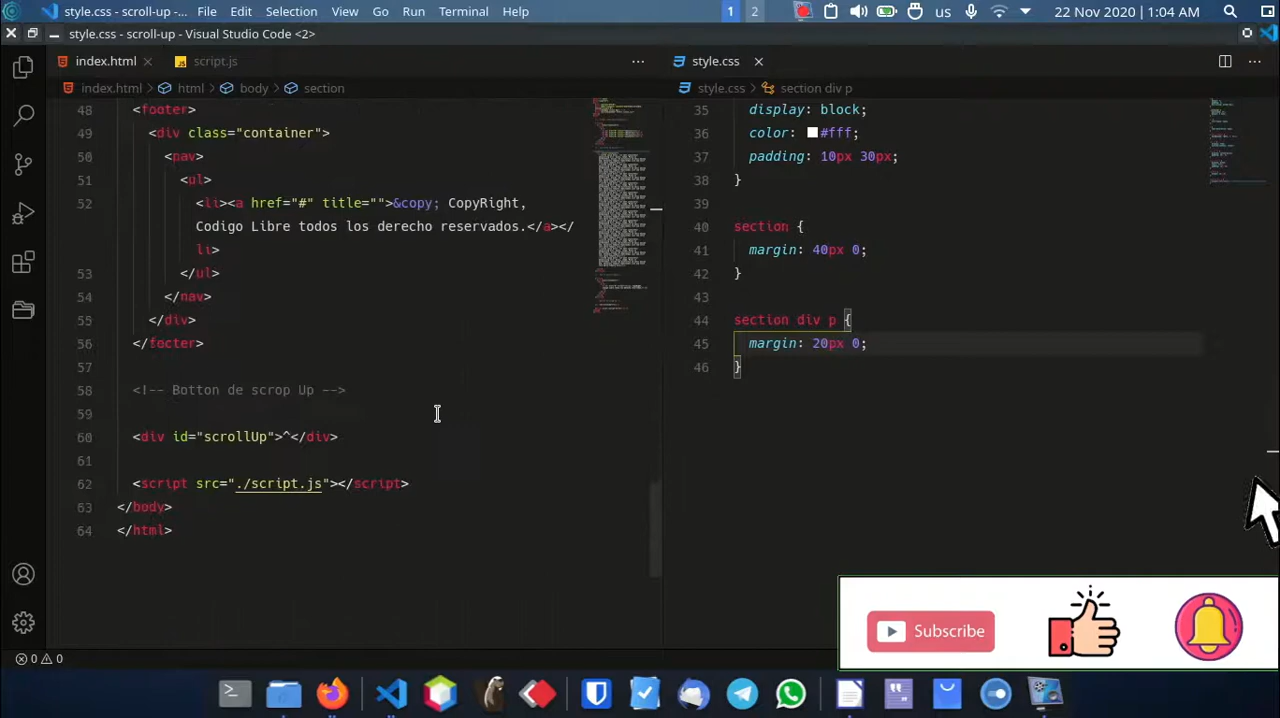 style.css - scroll-up -... File Edit Selection View Go Run Terminal Help 1 2 us 22 Nov 2020 | 1:04 AM
style.css - scroll-up - Visual Studio Code <2>
index.html script.js
index.html > html > body > section
48 <footer>
49 <div class="container">
50 <nav>
51 <ul>
52 <li><a href="#" title="">&copy; CopyRight,
Codigo Libre todos los derecho reservados.</a></
li>
53 </ul>
54 </nav>
55 </div>
56 </footer>
57
58 <!-- Botton de scrop Up -->
59
60 <div id="scrollUp">^</div>
61
62 <script src="./script.js"></script>
63 </body>
64 </html>
style.css
style.css > section div p
35 display: block;
36 color: #fff;
37 padding: 10px 30px;
38 }
39
40 section {
41 margin: 40px 0;
42 }
43
44 section div p {
45 margin: 20px 0;
46 }
Subscribe
0 0